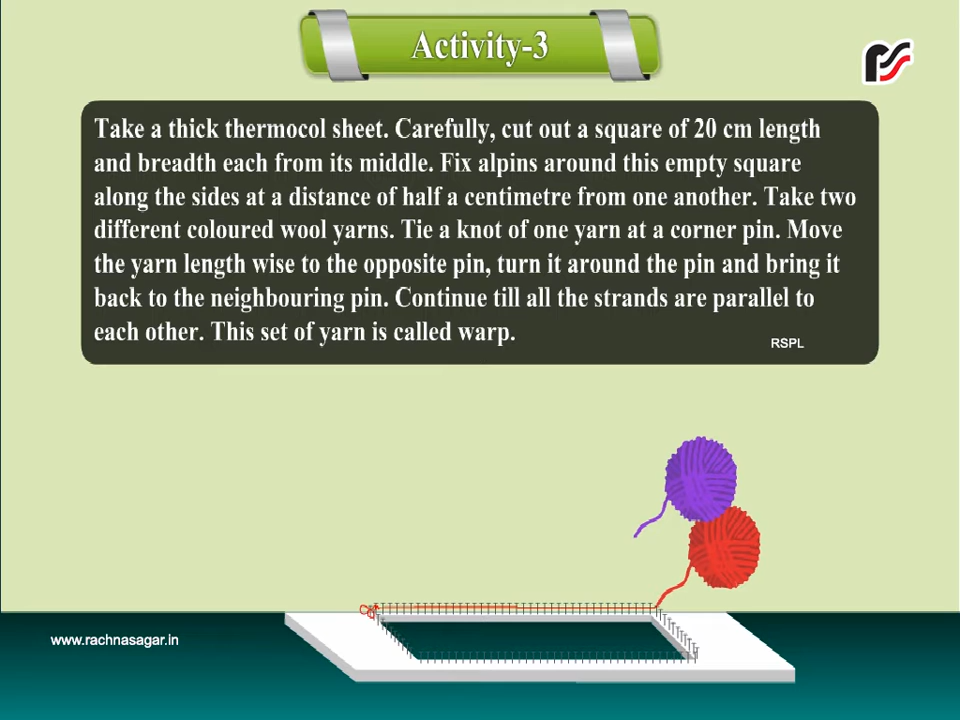 Activity-3
Take a thick thermocol sheet. Carefully, cut out a square of 20 cm length
and breadth each from its middle. Fix alpins around this empty square
along the sides at a distance of half a centimetre from one another. Take two
different coloured wool yarns. Tie a knot of one yarn at a corner pin. Move
the yarn length wise to the opposite pin, turn it around the pin and bring it
back to the neighbouring pin. Continue till all the strands are parallel to
each other. This set of yarn is called warp.
RSPL
www.rachnasagar.in